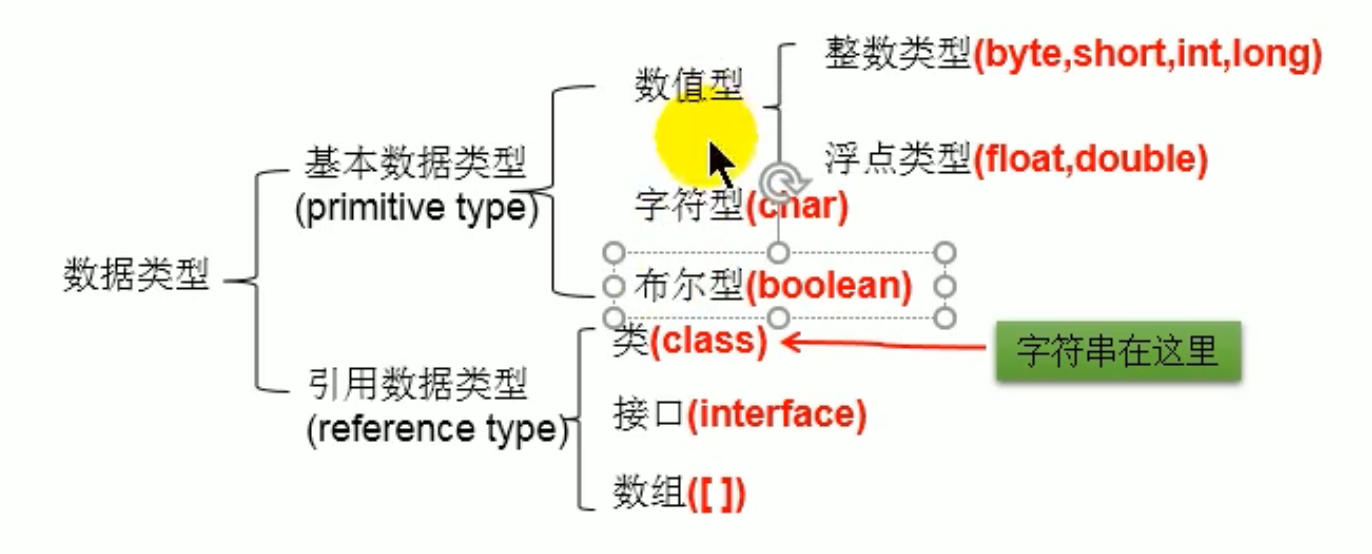 整数类型(byte,short,int,long)
数值型
浮点类型(float,double)
基本数据类型
(primitive type)
字符型(char)
数据类型
布尔型(boolean)
类(class)
字符串在这里
引用数据类型
(reference type)
接口(interface)
数组([ ])